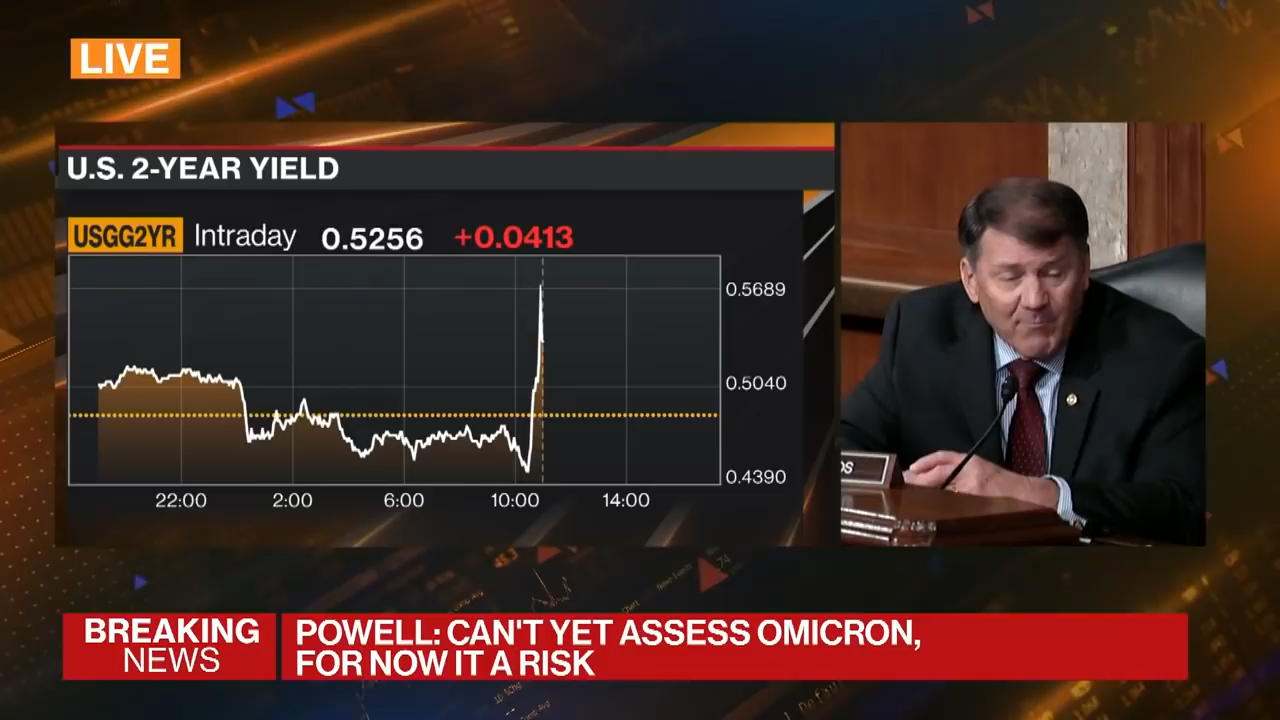 LIVE
U.S. 2-YEAR YIELD
USGG2YR Intraday 0.5256 +0.0413
0.5689
0.5040
0.4390
22:00 2:00 6:00 10:00 14:00
BREAKING
NEWS
POWELL: CAN'T YET ASSESS OMICRON,
FOR NOW IT A RISK